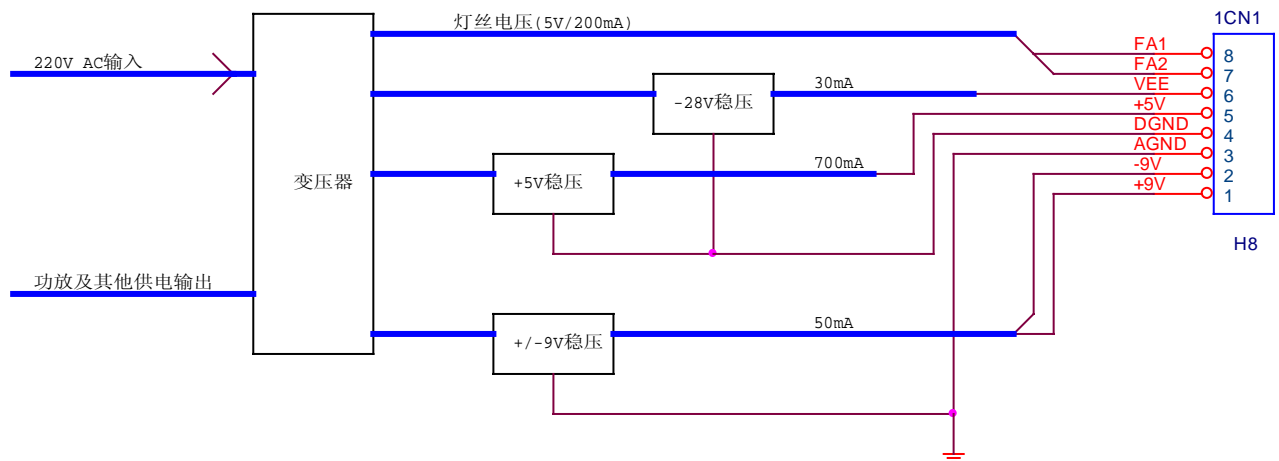 灯丝电压(5V/200mA)
1CN1
220V AC输入
FA1
8
FA2
7
-28V稳压
30mA
VEE
6
+5V
5
DGND
4
AGND
3
变压器
+5V稳压
700mA
-9V
2
+9V
1
H8
功放及其他供电输出
+/-9V稳压
50mA